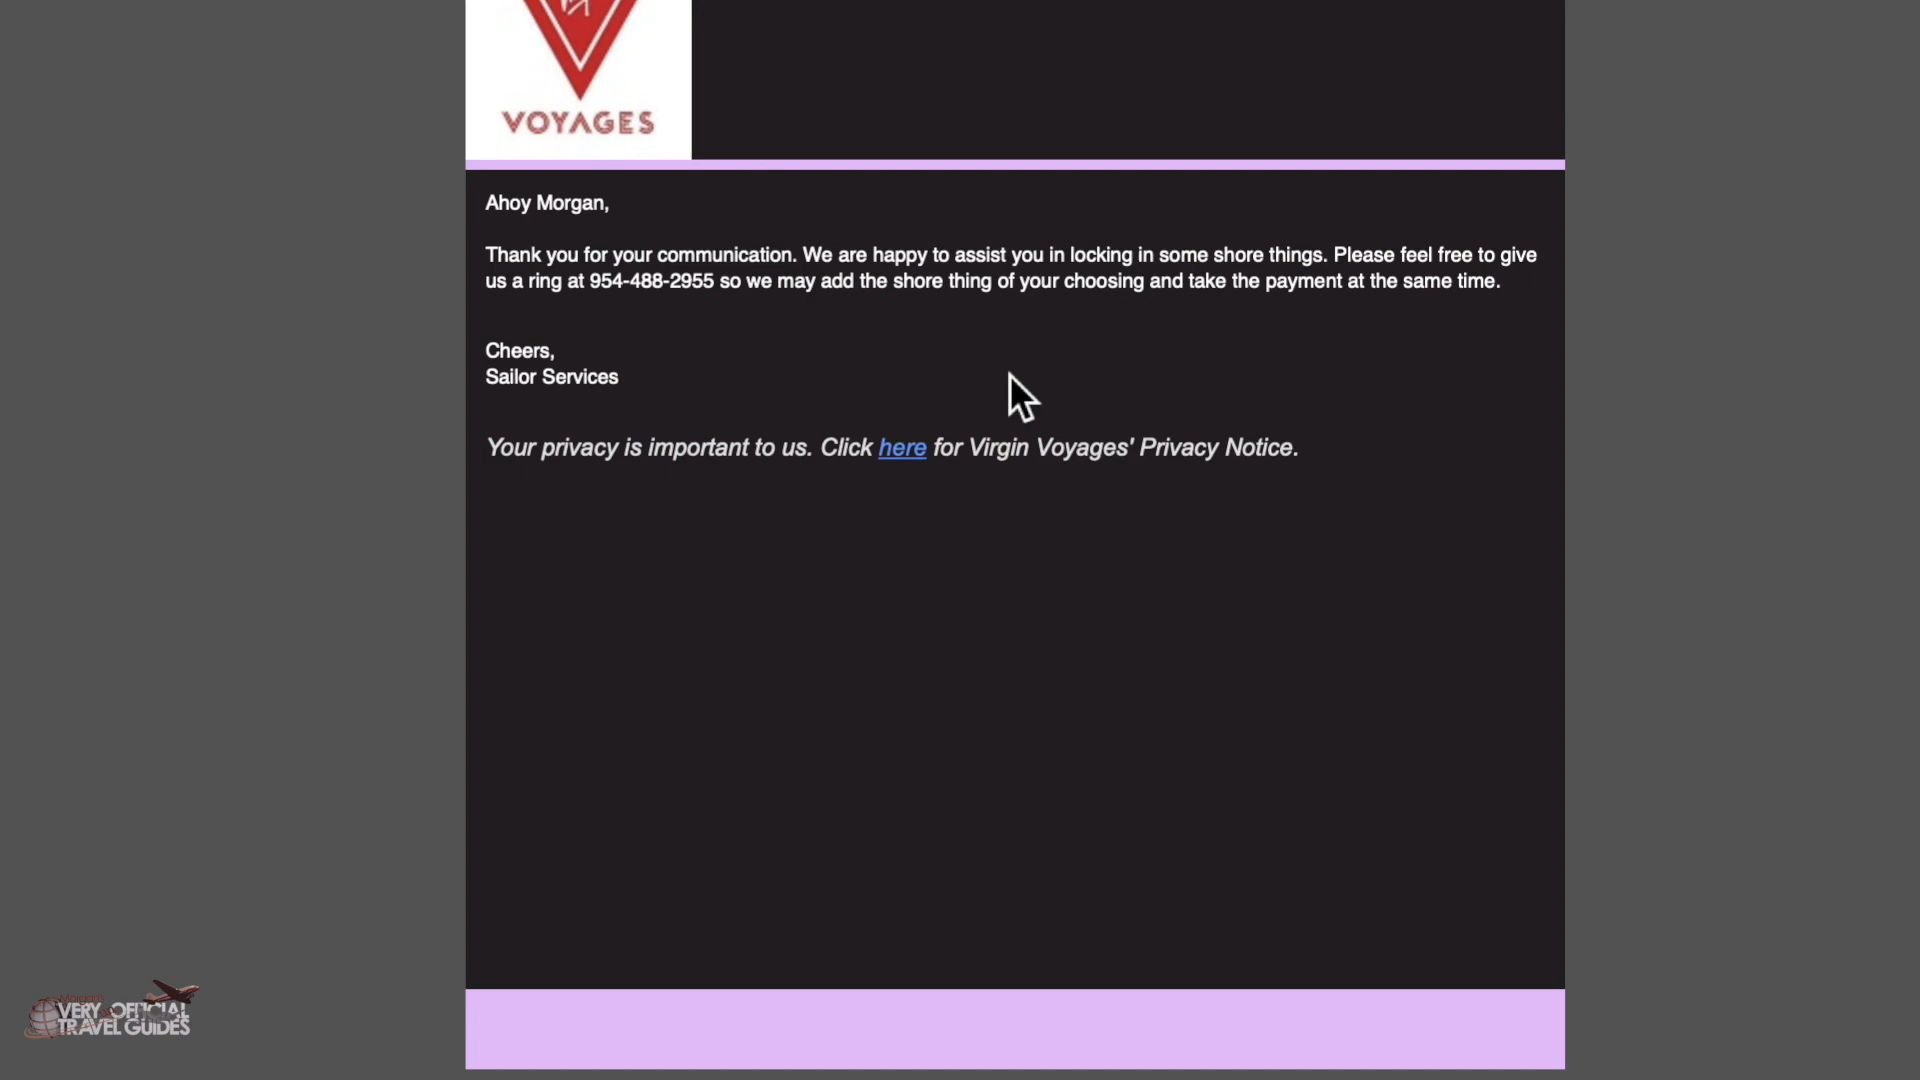 VOYAGES
Ahoy Morgan,
Thank you for your communication. We are happy to assist you in locking in some shore things. Please feel free to give
us a ring at 954-488-2955 so we may add the shore thing of your choosing and take the payment at the same time.
Cheers,
Sailor Services
Your privacy is important to us. Click here for Virgin Voyages' Privacy Notice.
Morgan's
VERY OFFICIAL
TRAVEL GUIDES